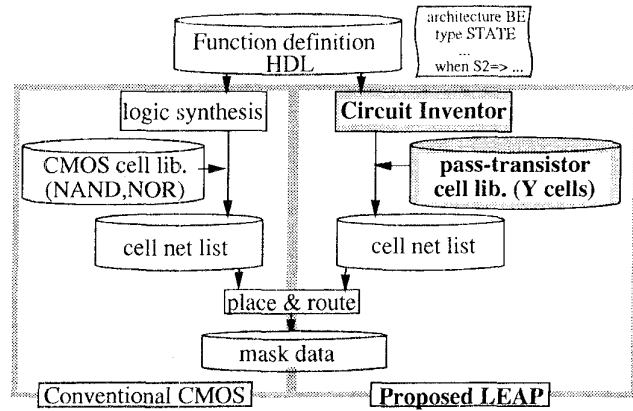 Function definition
HDL
architecture BE
type STATE
...
when S2=> ...
logic synthesis
Circuit Inventor
CMOS cell lib.
(NAND,NOR)
pass-transistor
cell lib. (Y cells)
cell net list
cell net list
place & route
mask data
Conventional CMOS
Proposed LEAP